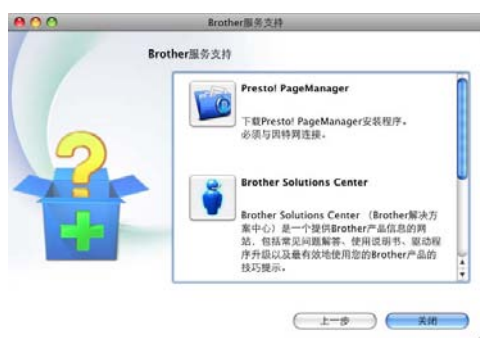 Brother服务支持
Brother服务支持
Presto! PageManager
下载Presto! PageManager安装程序。
必须与因特网连接。
Brother Solutions Center
Brother Solutions Center （Brother解决方
案中心）是一个提供Brother产品信息的网
站，包括常见问题解答、使用说明书、驱动程
序升级以及最有效地使用您的Brother产品的
技巧提示。
上一步
关闭